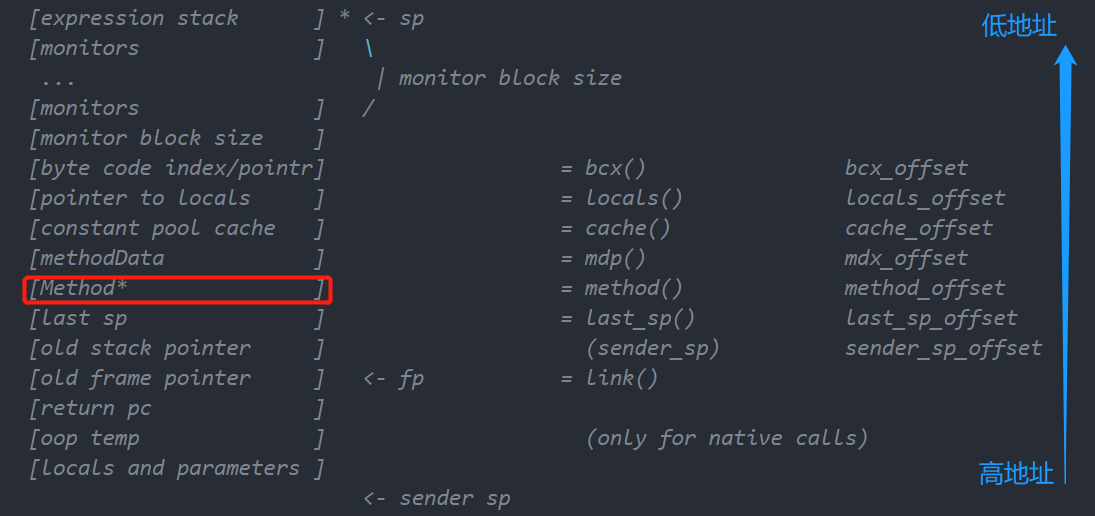 [expression stack ] * <- sp 低地址
[monitors ] \
... | monitor block size
[monitors ] /
[monitor block size ]
[byte code index/pointr] = bcx() bcx_offset
[pointer to locals ] = locals() locals_offset
[constant pool cache ] = cache() cache_offset
[methodData ] = mdp() mdx_offset
[Method* ] = method() method_offset
[last sp ] = last_sp() last_sp_offset
[old stack pointer ] (sender_sp) sender_sp_offset
[old frame pointer ] <- fp = link()
[return pc ]
[oop temp ] (only for native calls)
[locals and parameters ] 高地址
<- sender sp